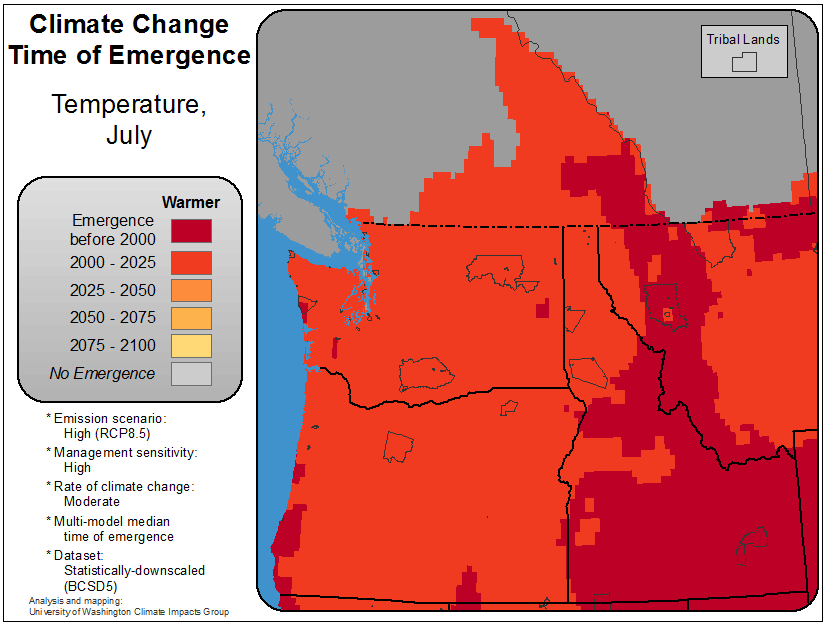 Climate Change
Time of Emergence
Temperature,
July
Warmer
Emergence
before 2000
2000 - 2025
2025 - 2050
2050 - 2075
2075 - 2100
No Emergence
* Emission scenario:
High (RCP8.5)
* Management sensitivity:
High
* Rate of climate change:
Moderate
* Multi-model median
time of emergence
* Dataset:
Statistically-downscaled
(BCSD5)
Analysis and mapping:
University of Washington Climate Impacts Group
Tribal Lands